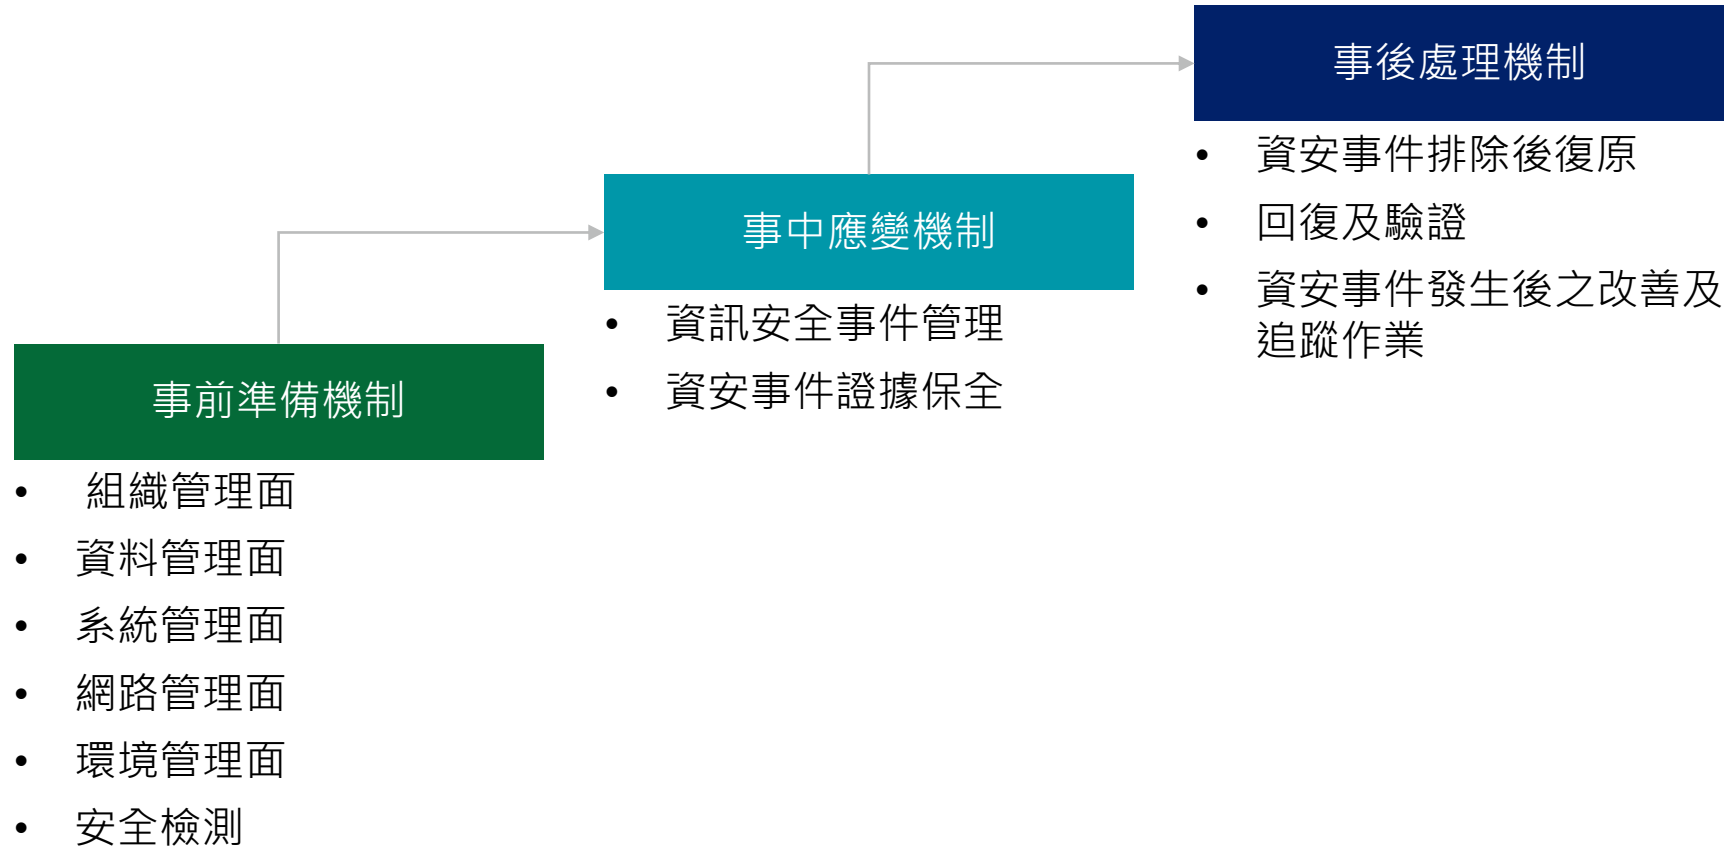 事後處理機制
• 資安事件排除後復原
• 回復及驗證
• 資安事件發生後之改善及
追蹤作業
事中應變機制
• 資訊安全事件管理
• 資安事件證據保全
事前準備機制
• 組織管理面
• 資料管理面
• 系統管理面
• 網路管理面
• 環境管理面
• 安全檢測